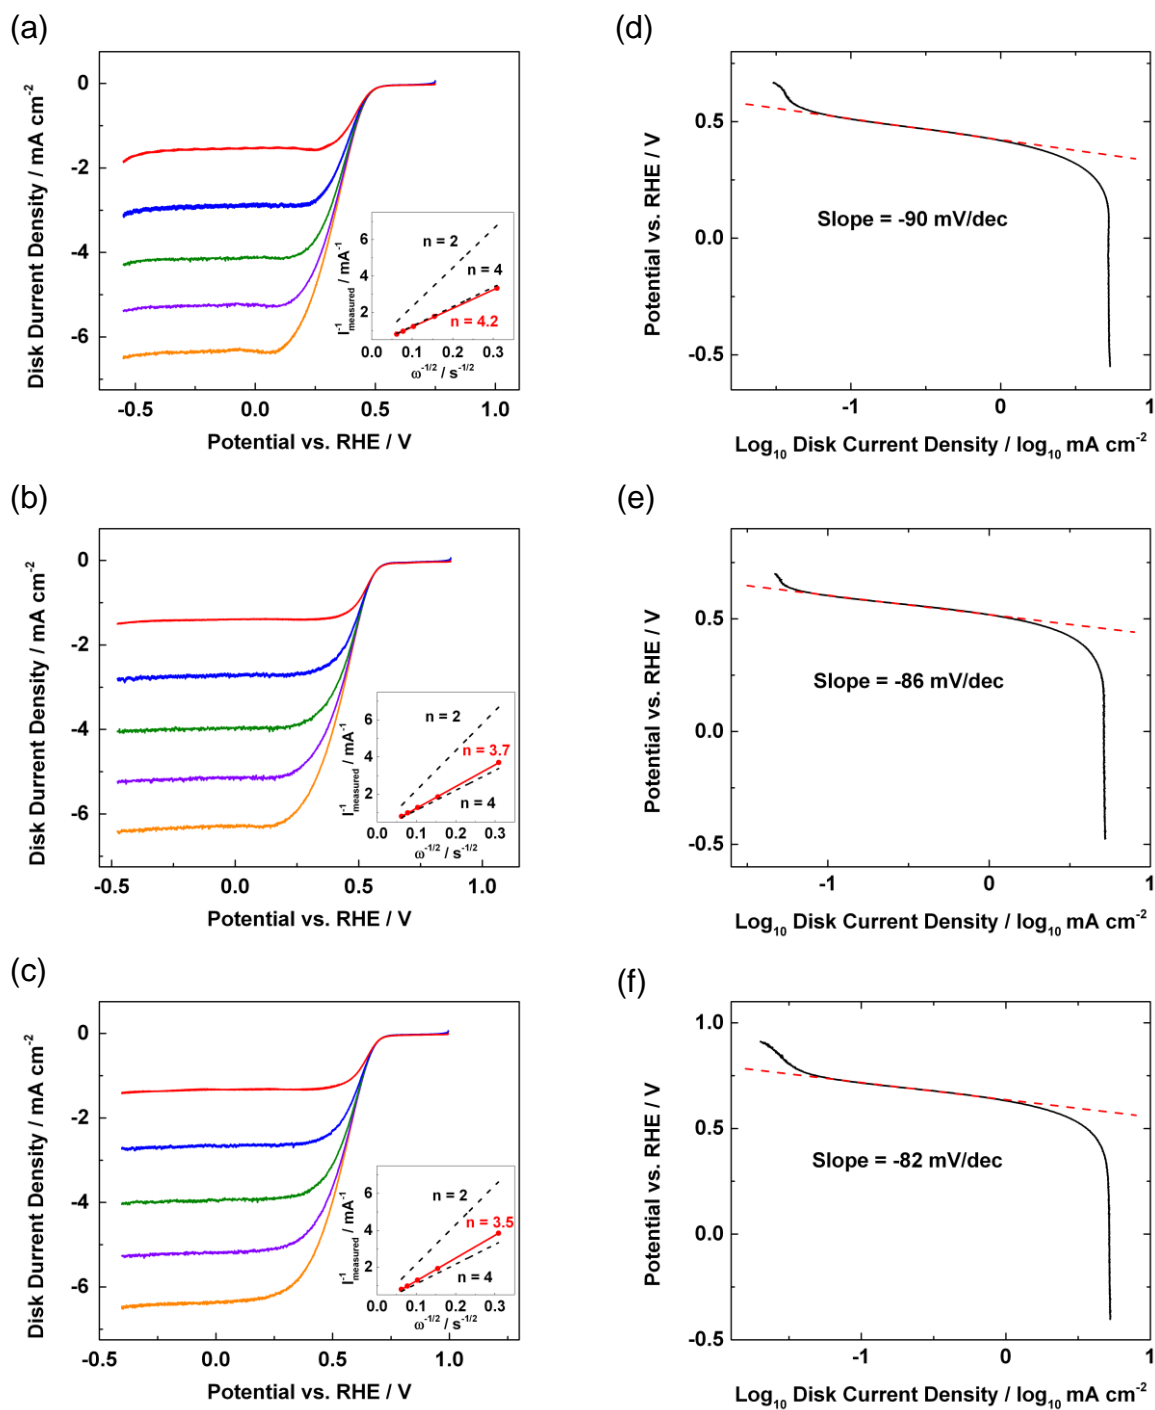 (a)
0
-2
-4
-6
-0.5 0.0 0.5 1.0
Disk Durrent Density / mA cm-2
Potential vs. RHE / V
6
4
2
0.0 0.1 0.2 0.3
n = 2
n = 4
n = 4.2
I-1measured / mA-1
ω-1/2 / s-1/2
(d)
0.5
0.0
-0.5
-1 0 1
Potential vs. RHE / V
Slope = -90 mV/dec
Log10 Disk Current Density / log10 mA cm-2
(b)
0
-2
-4
-6
-0.5 0.0 0.5 1.0
Disk Durrent Density / mA cm-2
Potential vs. RHE / V
6
4
2
0.0 0.1 0.2 0.3
n = 2
n = 3.7
n = 4
I-1measured / mA-1
ω-1/2 / s-1/2
(e)
0.5
0.0
-0.5
-1 0 1
Potential vs. RHE / V
Slope = -86 mV/dec
Log10 Disk Current Density / log10 mA cm-2
(c)
0
-2
-4
-6
-0.5 0.0 0.5 1.0
Disk Durrent Density / mA cm-2
Potential vs. RHE / V
6
4
2
0.0 0.1 0.2 0.3
n = 2
n = 3.5
n = 4
I-1measured / mA-1
ω-1/2 / s-1/2
(f)
1.0
0.5
0.0
-0.5
-1 0 1
Potential vs. RHE / V
Slope = -82 mV/dec
Log10 Disk Current Density / log10 mA cm-2